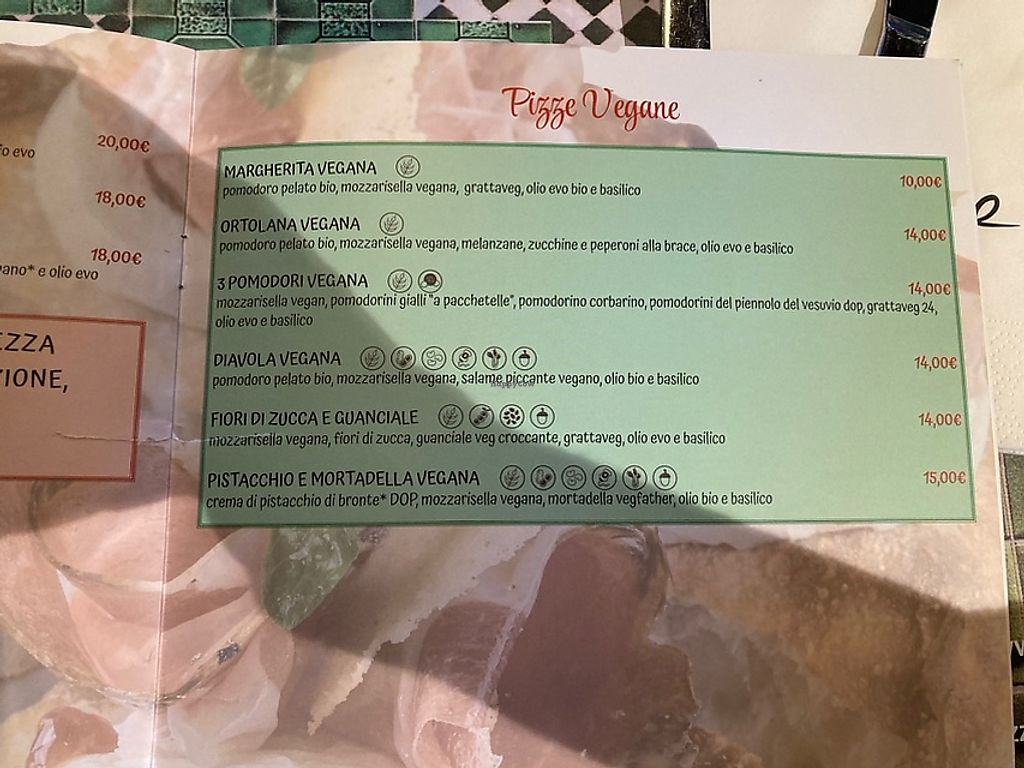 20,00€
evo
18,00€
18,00€
e olio evo
Pizze Vegane
MARGHERITA VEGANA 10,00€
pomodoro pelato bio, mozzarisella vegana, grattaveg, olio evo bio e basilico
ORTOLANA VEGANA 14,00€
pomodoro pelato bio, mozzarisella vegana, melanzane, zucchine e peperoni alla brace, olio evo e basilico
3 POMODORI VEGANA 14,00€
mozzarisella vegan, pomodorini gialli "a pacchetelle", pomodorino corbarino, pomodorini del piennolo del vesuvio dop, grattaveg 24,
olio evo e basilico
DIAVOLA VEGANA 14,00€
pomodoro pelato bio, mozzarisella vegana, salame piccante vegano, olio bio e basilico
happycow
FIORI DI ZUCCA E GUANCIALE 14,00€
mozzarisella vegana, fiori di zucca, guanciale veg croccante, grattaveg, olio evo e basilico
PISTACCHIO E MORTADELLA VEGANA 15,00€
crema di pistacchio di bronte* DOP, mozzarisella vegana, mortadella vegfather, olio bio e basilico